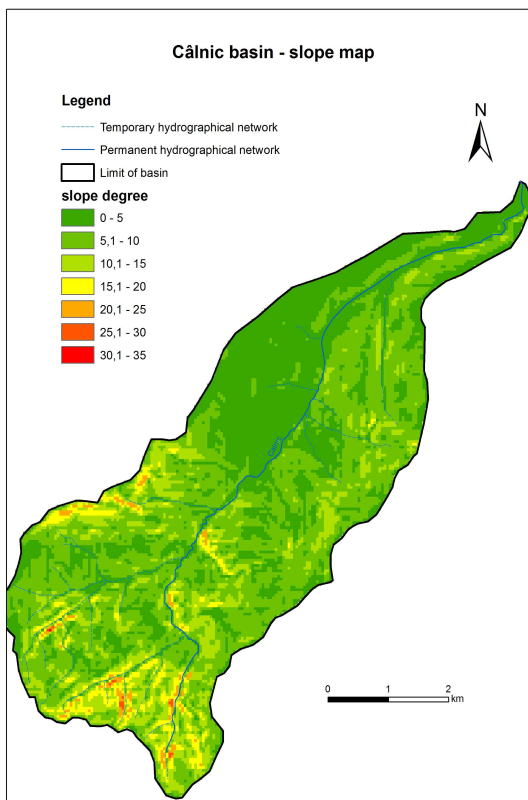 Câlnic basin - slope map
Legend
Temporary hydrographical network
Permanent hydrographical network
Limit of basin
slope degree
0 - 5
5,1 - 10
10,1 - 15
15,1 - 20
20,1 - 25
25,1 - 30
30,1 - 35
N
0 1 2
km